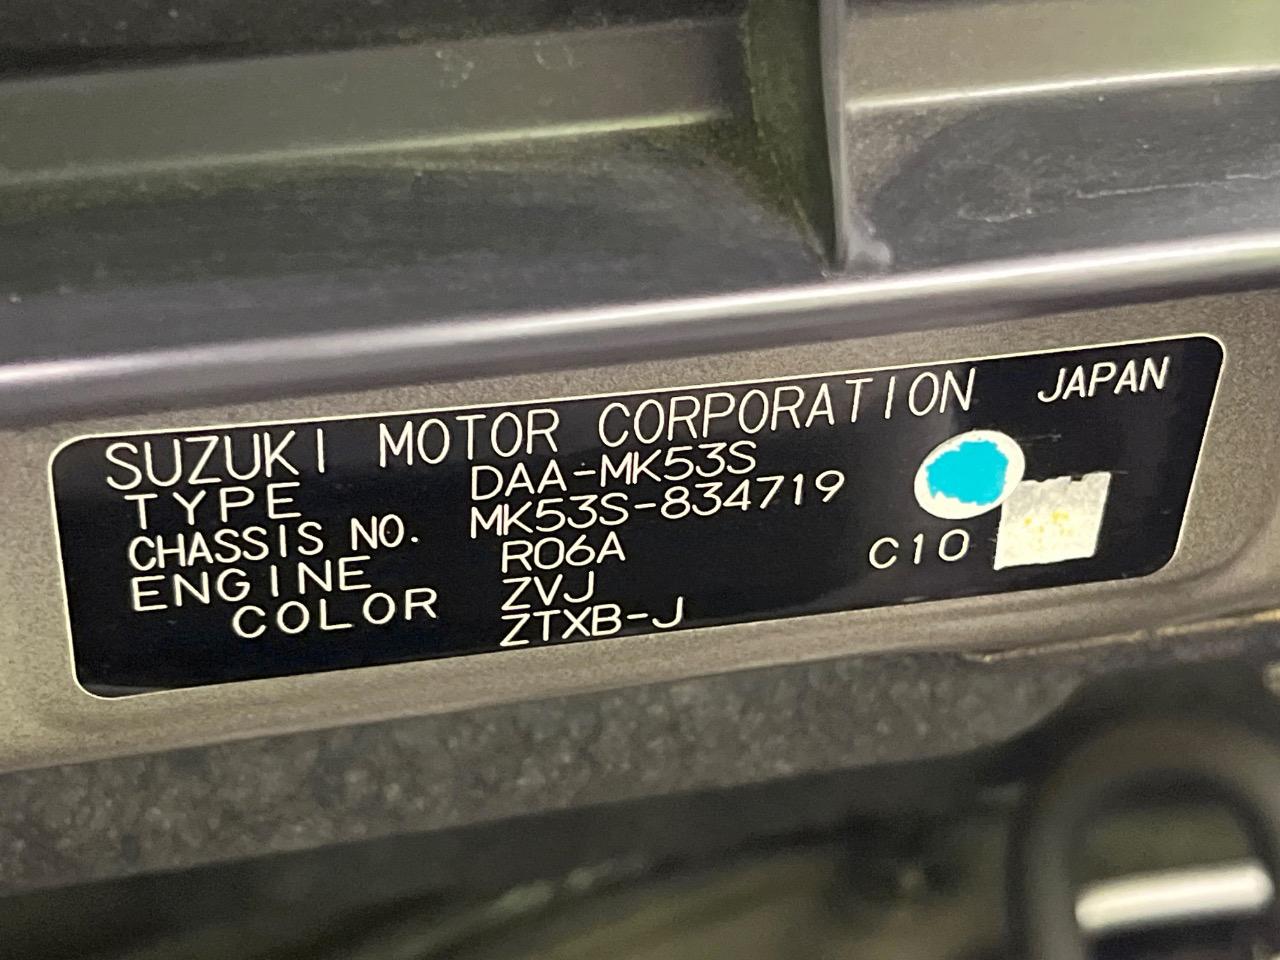 SUZUKI MOTOR CORPORATION JAPAN
TYPE DAA-MK53S
CHASSIS NO. MK53S-834719
ENGINE R06A
COLOR ZVJ C10
ZTXB-J